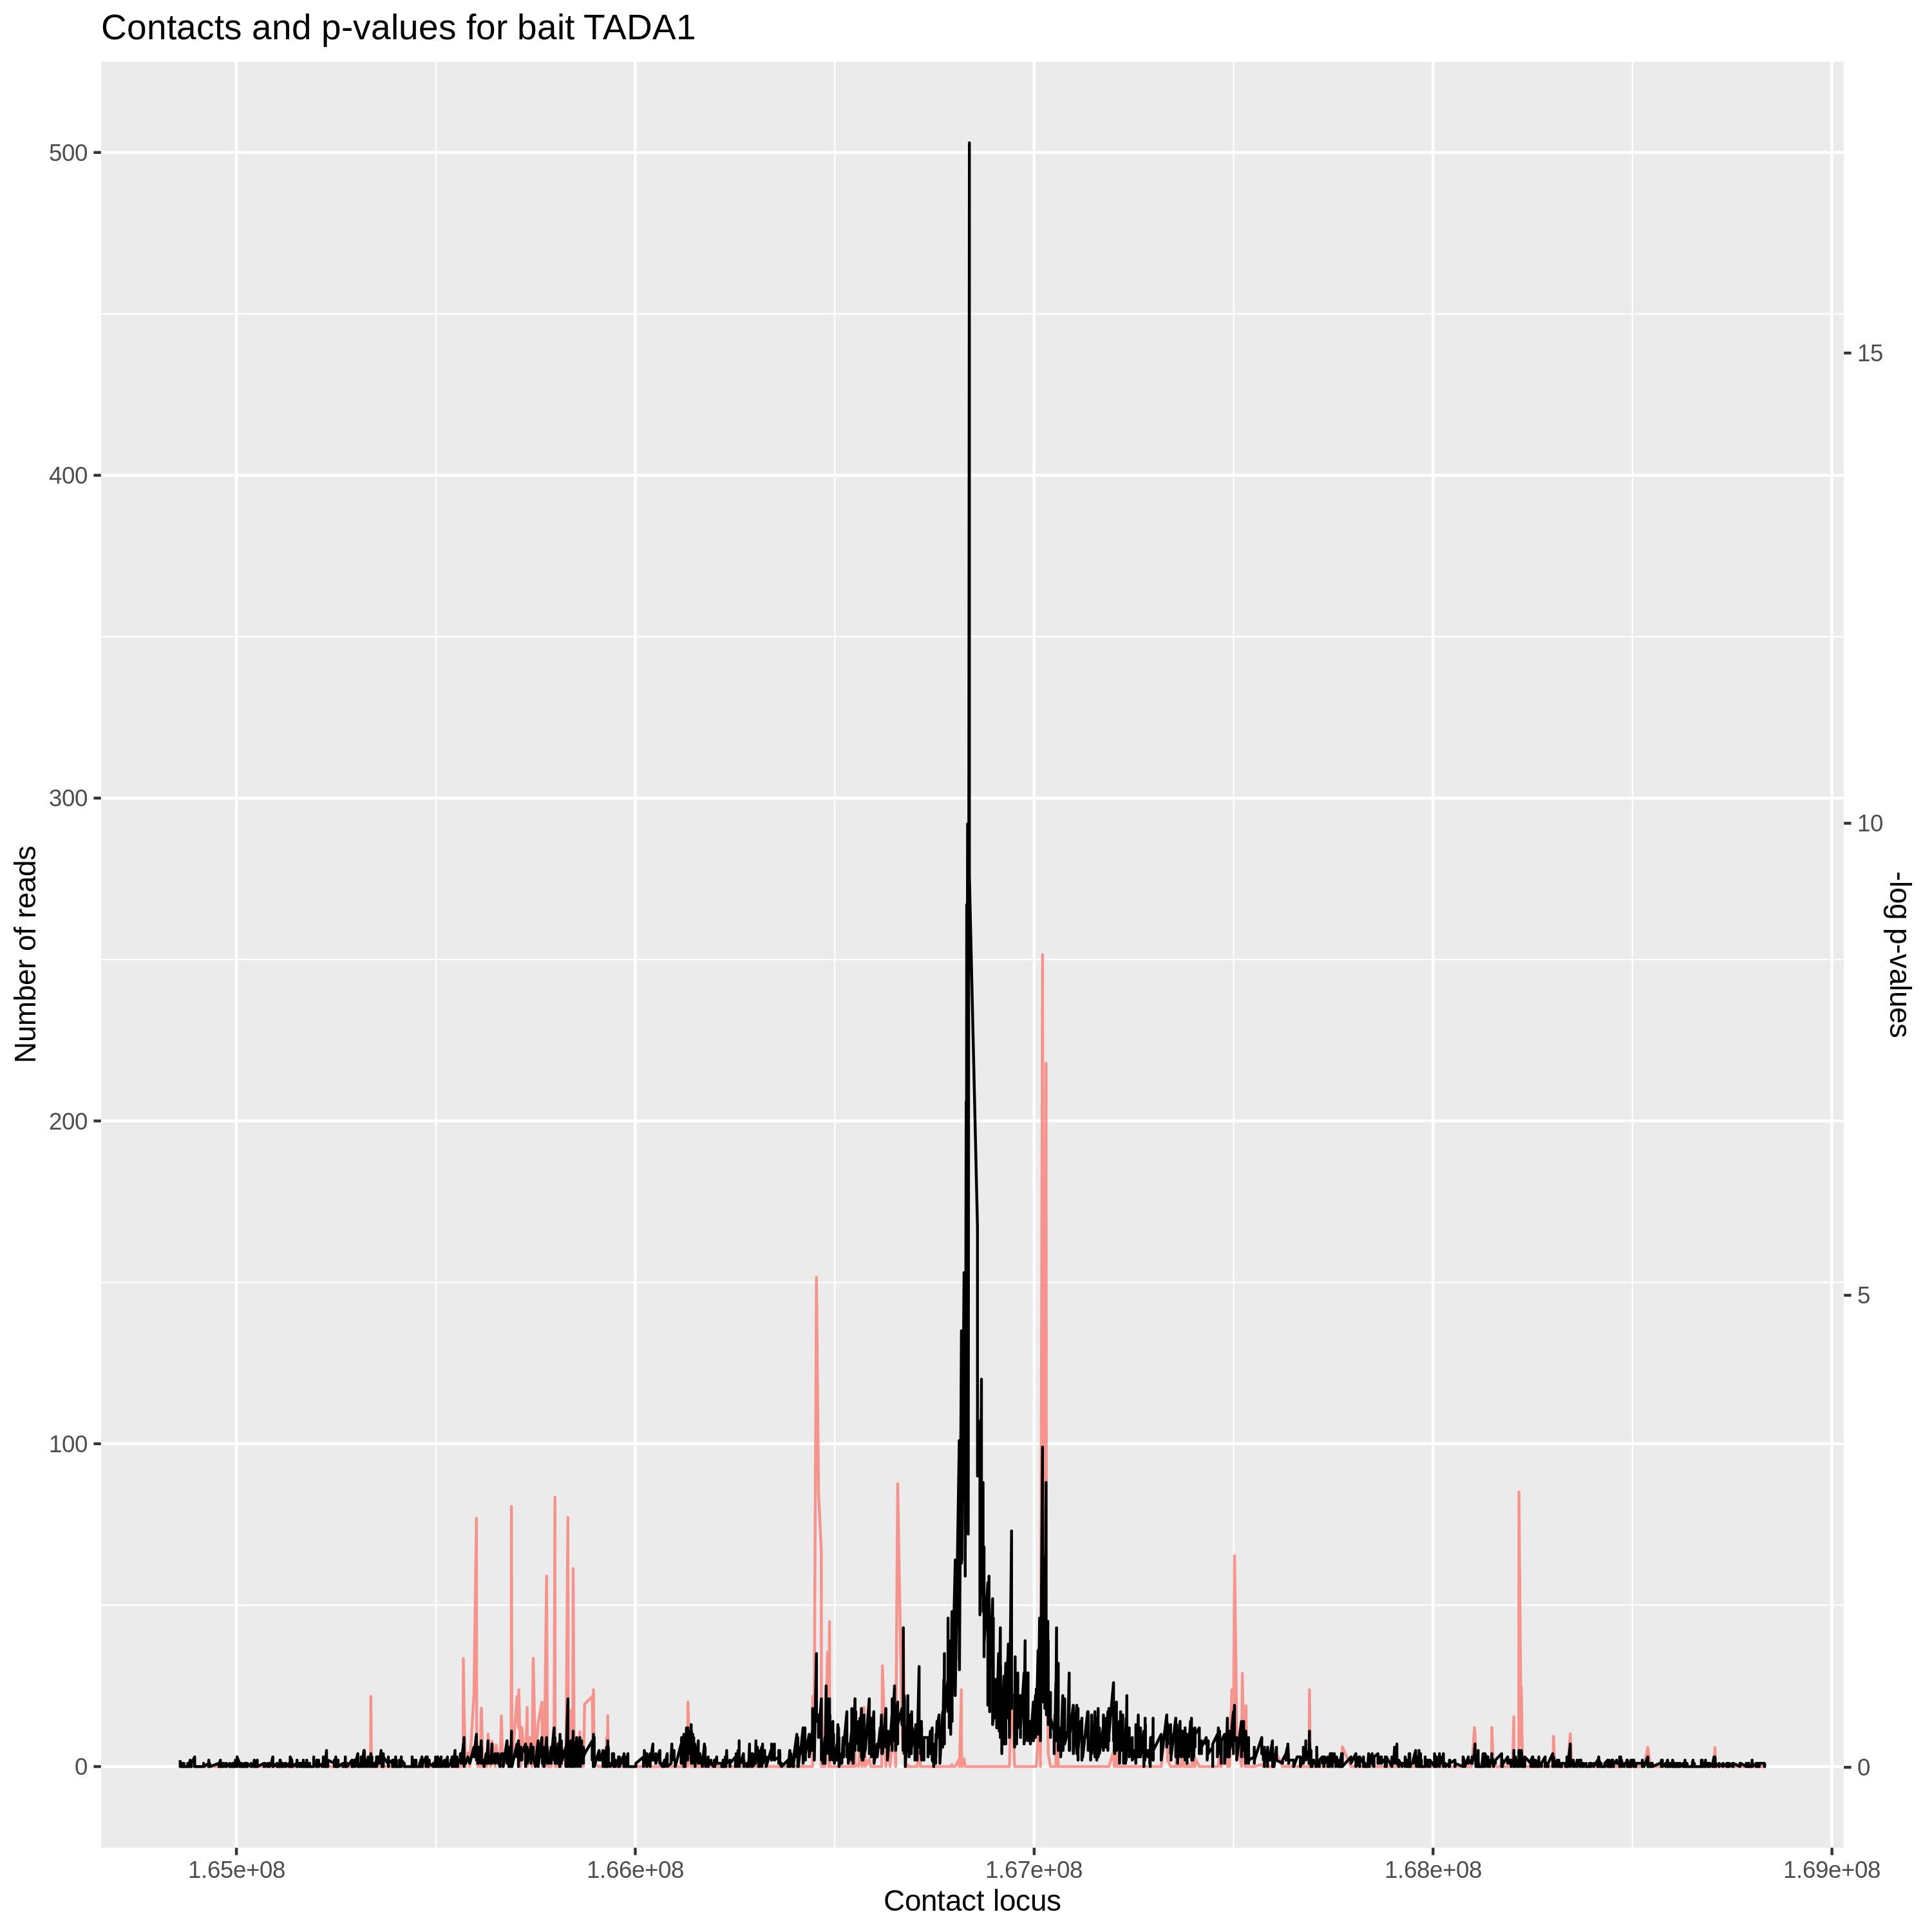 Contacts and p-values for bait TADA1
500
400
300
200
100
0
Number of reads
15
10
5
0
-log p-values
1.65e+08
1.66e+08
1.67e+08
1.68e+08
1.69e+08
Contact locus